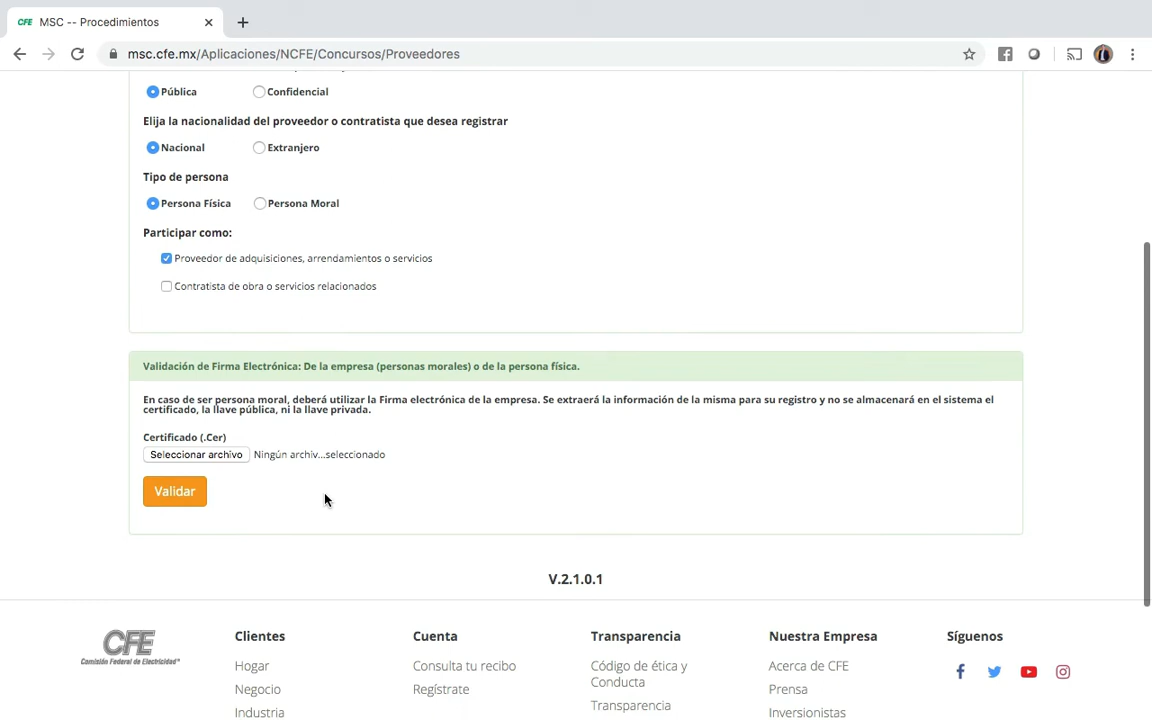 CFE MSC -- Procedimientos
msc.cfe.mx/Aplicaciones/NCFE/Concursos/Proveedores
Pública Confidencial
Elija la nacionalidad del proveedor o contratista que desea registrar
Nacional Extranjero
Tipo de persona
Persona Física Persona Moral
Participar como:
Proveedor de adquisiciones, arrendamientos o servicios
Contratista de obra o servicios relacionados
Validación de Firma Electrónica: De la empresa (personas morales) o de la persona física.
En caso de ser persona moral, deberá utilizar la Firma electrónica de la empresa. Se extraerá la información de la misma para su registro y no se almacenará en el sistema el
certificado, la llave pública, ni la llave privada.
Certificado (.Cer)
Seleccionar archivo Ningún archiv...seleccionado
Validar
V.2.1.0.1
CFE
Comisión Federal de Electricidad®
Clientes
Hogar
Negocio
Industria
Cuenta
Consulta tu recibo
Regístrate
Transparencia
Código de ética y
Conducta
Transparencia
Nuestra Empresa
Acerca de CFE
Prensa
Inversionistas
Síguenos